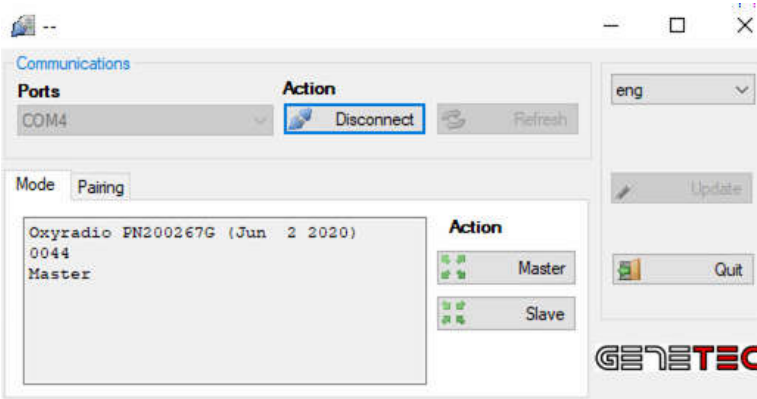 --
Communications
Ports
Action
COM4
Disconnect
Refresh
eng
Update
Quit
Mode
Pairing
Oxyradio PN200267G (Jun  2 2020)
0044
Master
Action
Master
Slave
GENETEC